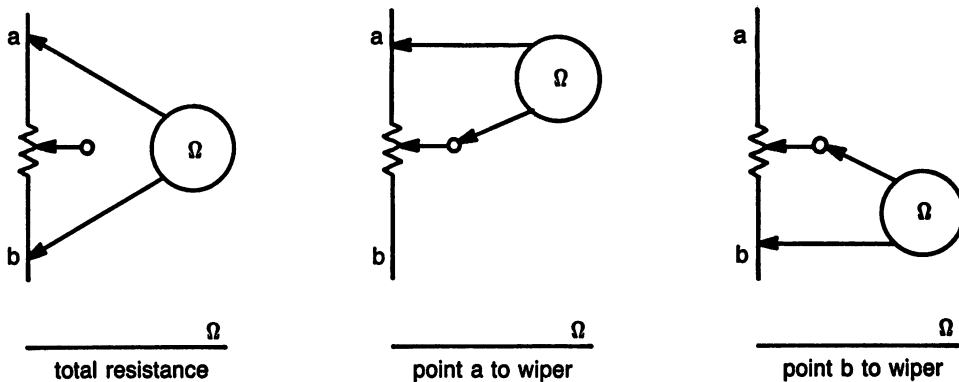 a
Ω
b
Ω
total resistance
a
Ω
b
Ω
point a to wiper
a
Ω
b
Ω
point b to wiper